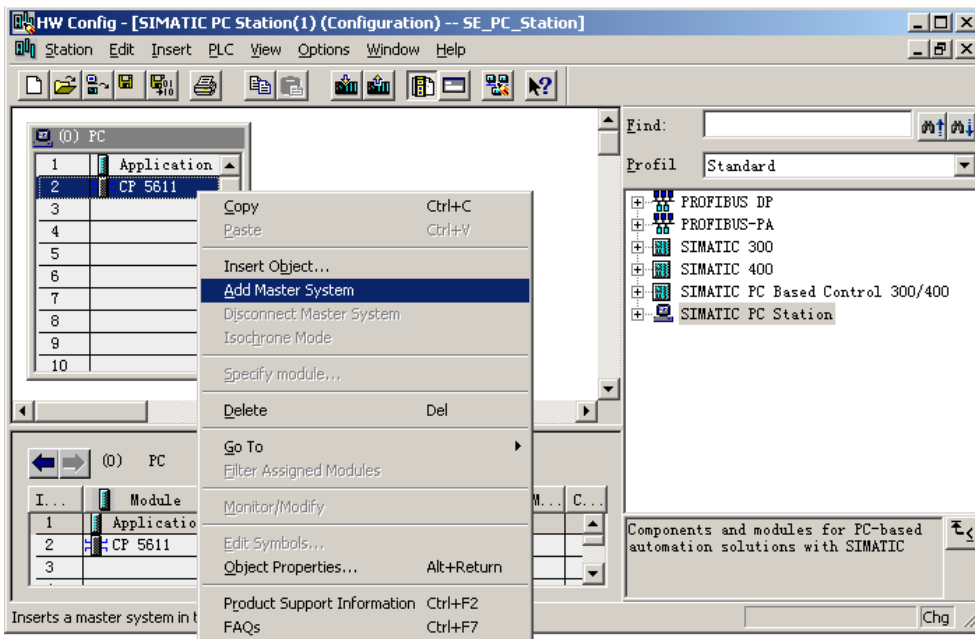 HW Config - [SIMATIC PC Station(1) (Configuration) -- SE_PC_Station]
Station Edit Insert PLC View Options Window Help
(0) PC
1 Application
2 CP 5611
3
4
5
6
7
8
9
10
Copy Ctrl+C
Paste Ctrl+V
Insert Object...
Add Master System
Disconnect Master System
Isochrone Mode
Specify module...
Delete Del
Go To
Filter Assigned Modules
Monitor/Modify
Edit Symbols...
Object Properties... Alt+Return
Product Support Information Ctrl+F2
FAQs Ctrl+F7
Find:
Profil Standard
PROFIBUS DP
PROFIBUS-PA
SIMATIC 300
SIMATIC 400
SIMATIC PC Based Control 300/400
SIMATIC PC Station
(0) PC
I... Module M... C...
1 Applicatio
2 CP 5611
3
Components and modules for PC-based
automation solutions with SIMATIC
Inserts a master system in t
Chg